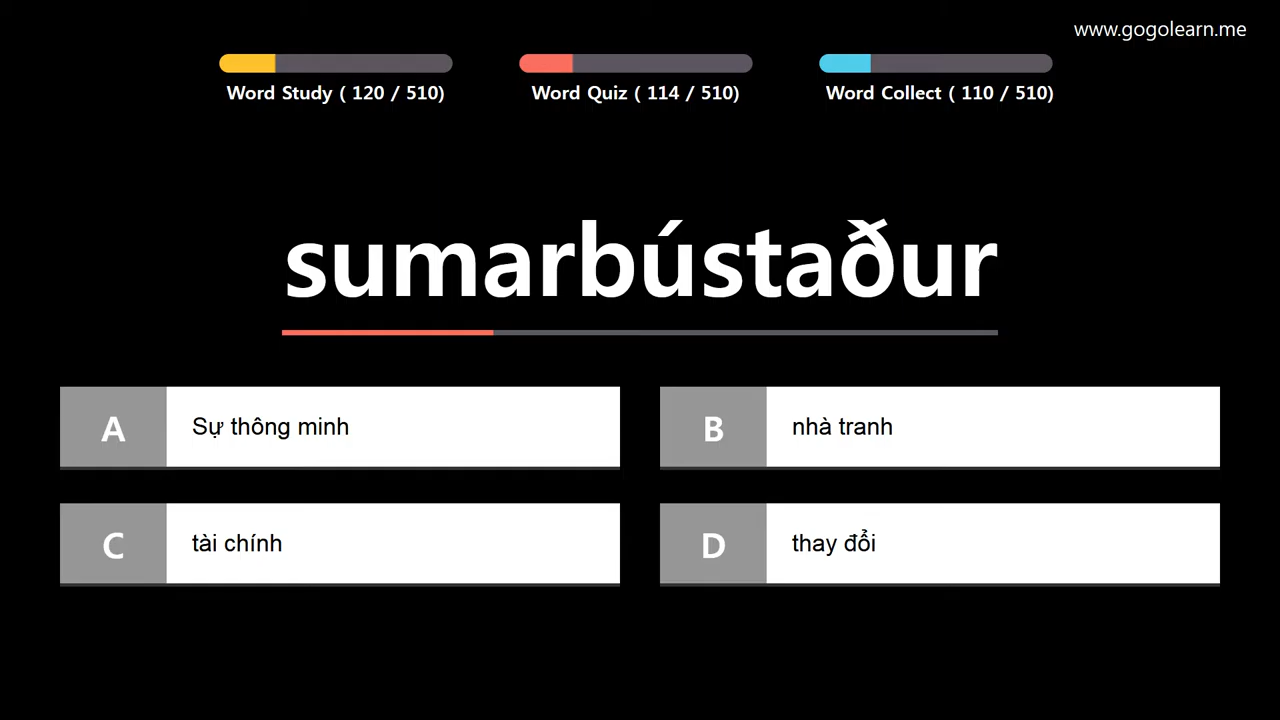 www.gogolearn.me
Word Study ( 120 / 510)
Word Quiz ( 114 / 510)
Word Collect ( 110 / 510)
sumarbústaður
A Sự thông minh
B nhà tranh
C tài chính
D thay đổi